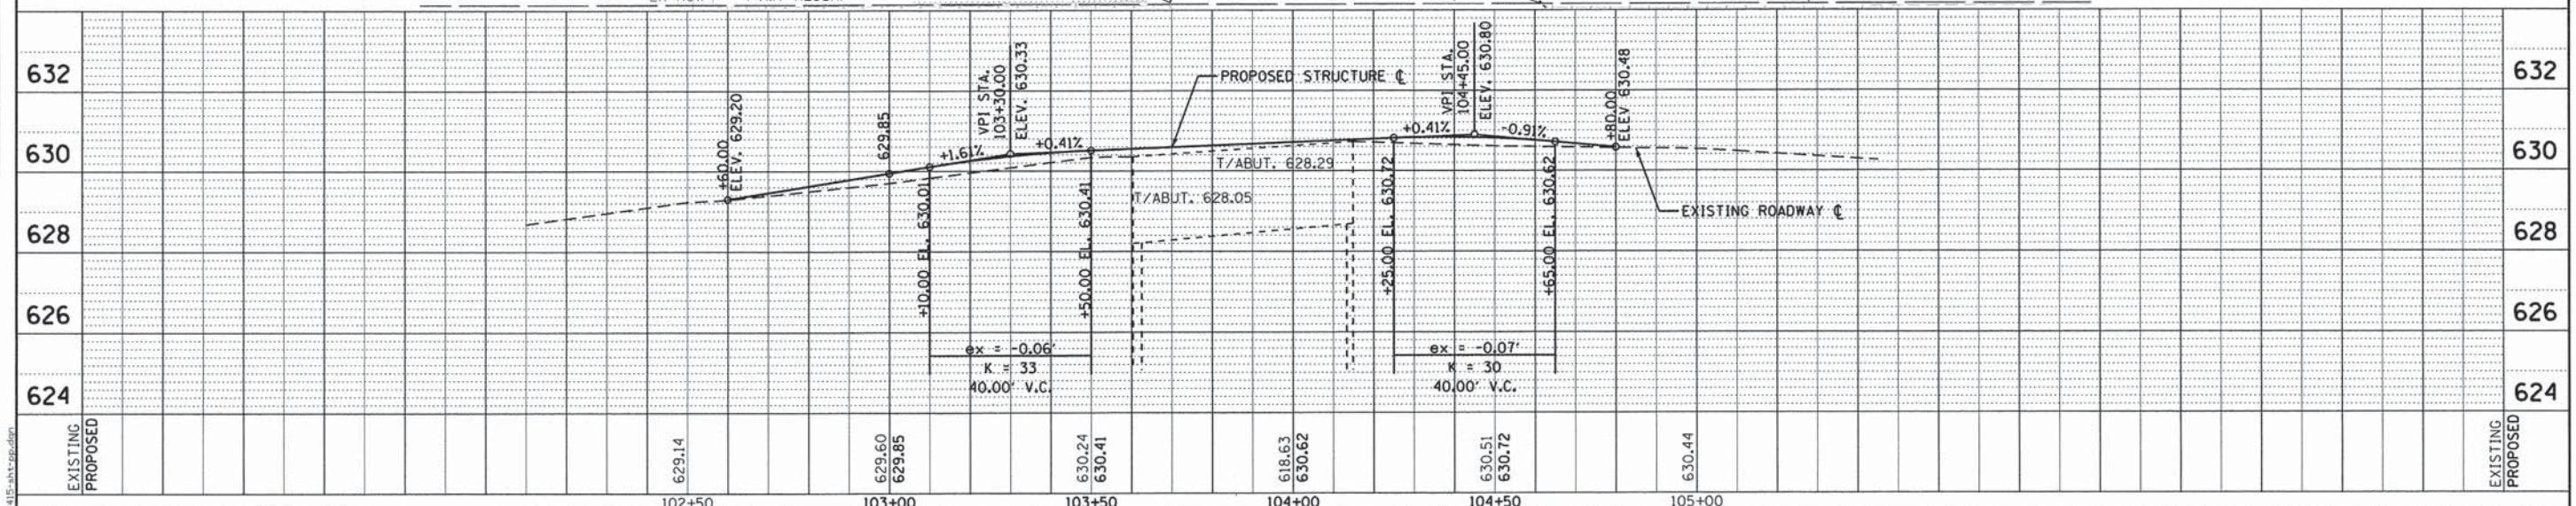 632
632
630
630
628
628
626
626
624
624
+60.00
ELEV. 629.20
629.85
+1.61%
VPI STA.
103+30.00
ELEV. 630.33
+0.41%
PROPOSED STRUCTURE ℄
T/ABUT. 628.29
T/ABUT. 628.05
+0.41%
VPI STA.
104+45.00
ELEV. 630.80
-0.91%
+80.00
ELEV 630.48
EXISTING ROADWAY ℄
+10.00 EL. 630.01
+50.00 EL. 630.41
+25.00 EL. 630.72
+65.00 EL. 630.62
ex = -0.06'
K = 33
40.00' V.C.
ex = -0.07'
K = 30
40.00' V.C.
EXISTING
PROPOSED
629.14
629.60
629.85
630.24
630.41
618.63
630.62
630.51
630.72
630.44
EXISTING
PROPOSED
102+50
103+00
103+50
104+00
104+50
105+00